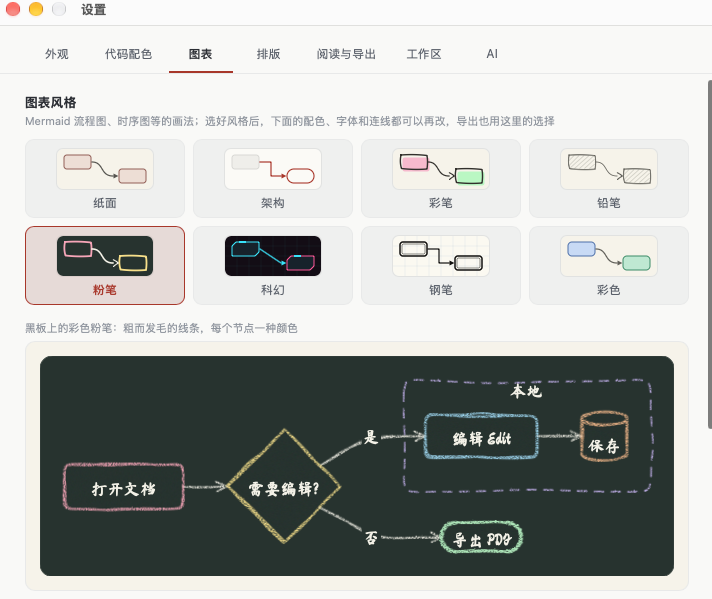 设置
外观 代码配色 图表 排版 阅读与导出 工作区 AI
图表风格
Mermaid 流程图、时序图等的画法；选好风格后，下面的配色、字体和连线都可以再改，导出也用这里的选择
纸面 架构 彩笔 铅笔
粉笔 科幻 钢笔 彩色
黑板上的彩色粉笔：粗而发毛的线条，每个节点一种颜色
本地
是
编辑 Edit
保存
打开文档
需要编辑?
否
导出 PDF